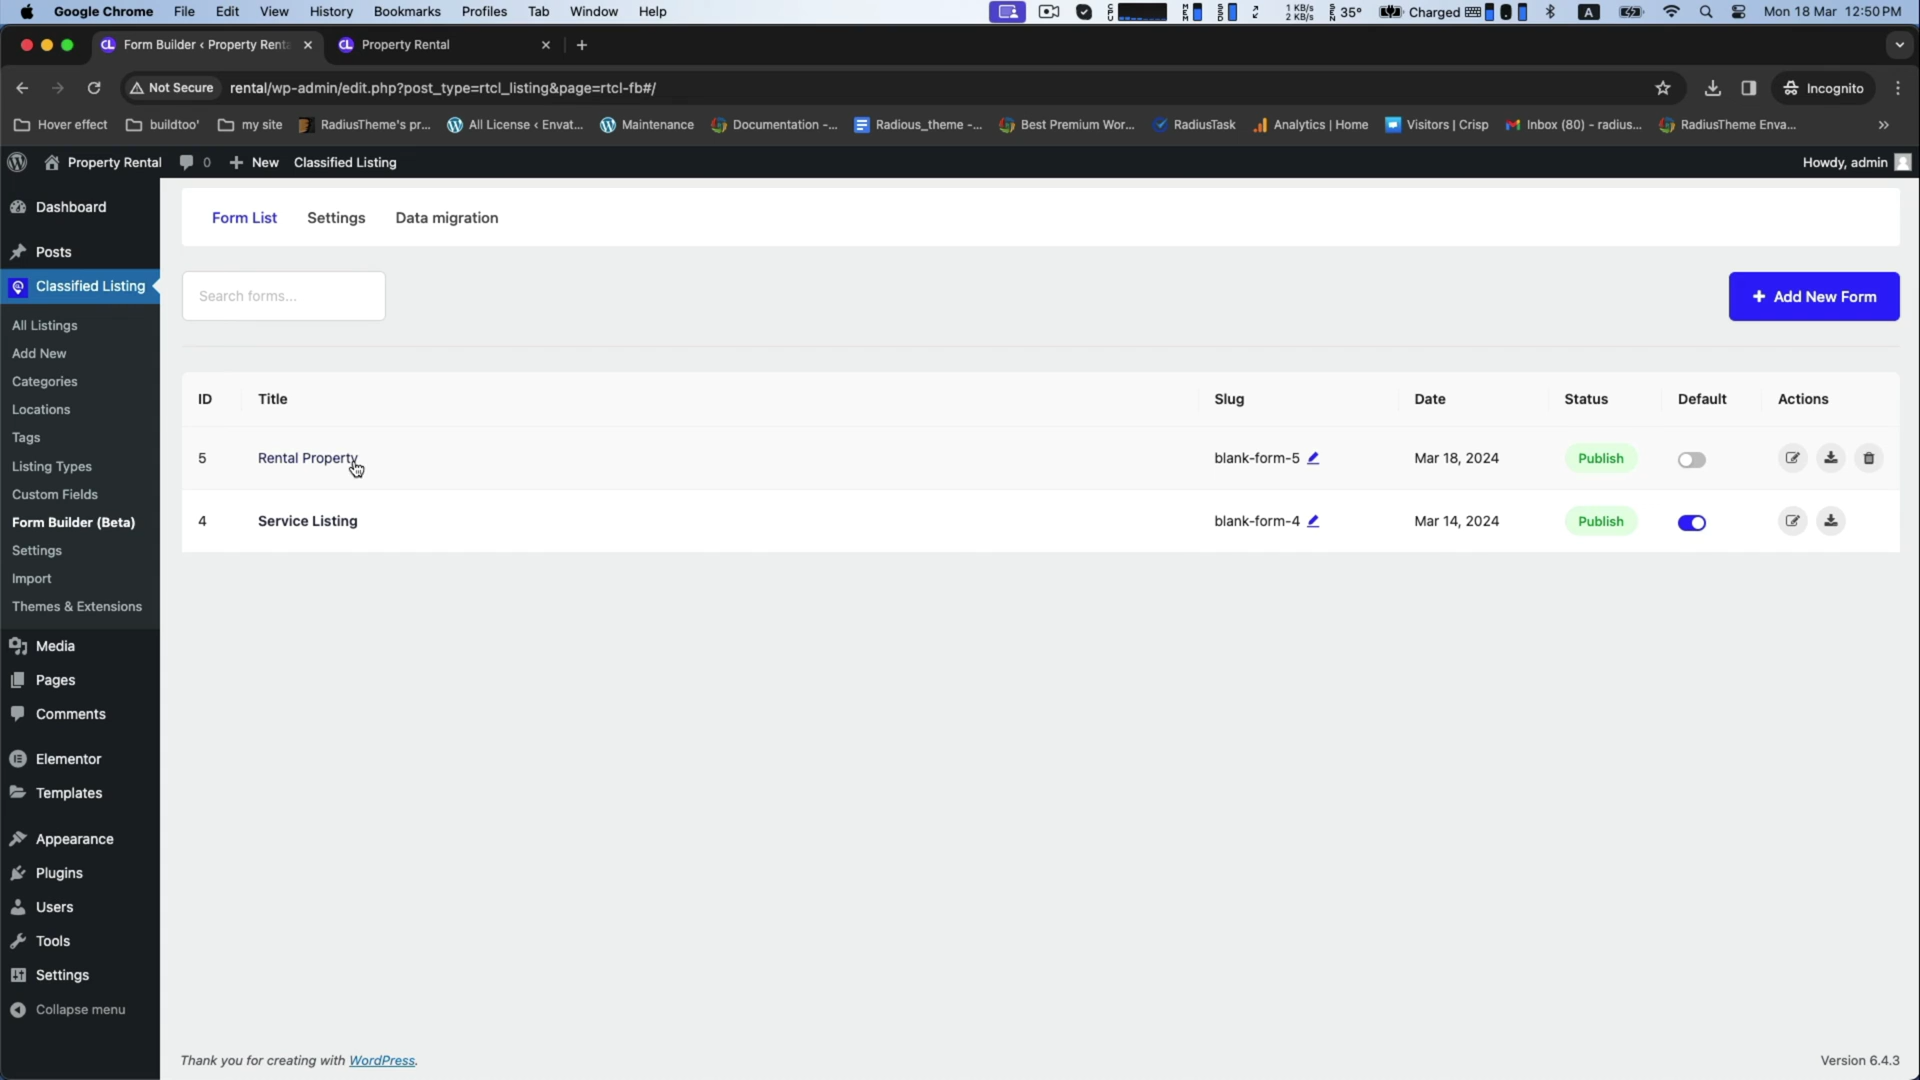 Google Chrome File Edit View History Bookmarks Profiles Tab Window Help 1 KB/s 2 KB/s 35° Charged A Mon 18 Mar 12:50 PM
Form Builder ‹ Property Renta Property Rental
Not Secure rental/wp-admin/edit.php?post_type=rtcl_listing&page=rtcl-fb#/ Incognito
Hover effect buildtoo' my site RadiusTheme's pr... All License ‹ Envat... Maintenance Documentation -... Radious_theme -... Best Premium Wor... RadiusTask Analytics | Home Visitors | Crisp Inbox (80) - radius... RadiusTheme Enva... »
Property Rental 0 New Classified Listing Howdy, admin
Dashboard
Posts
Classified Listing
All Listings
Add New
Categories
Locations
Tags
Listing Types
Custom Fields
Form Builder (Beta)
Settings
Import
Themes & Extensions
Media
Pages
Comments
Elementor
Templates
Appearance
Plugins
Users
Tools
Settings
Collapse menu
Form List Settings Data migration
Search forms... + Add New Form
ID Title Slug Date Status Default Actions
5 Rental Property blank-form-5 Mar 18, 2024 Publish
4 Service Listing blank-form-4 Mar 14, 2024 Publish
Thank you for creating with WordPress. Version 6.4.3